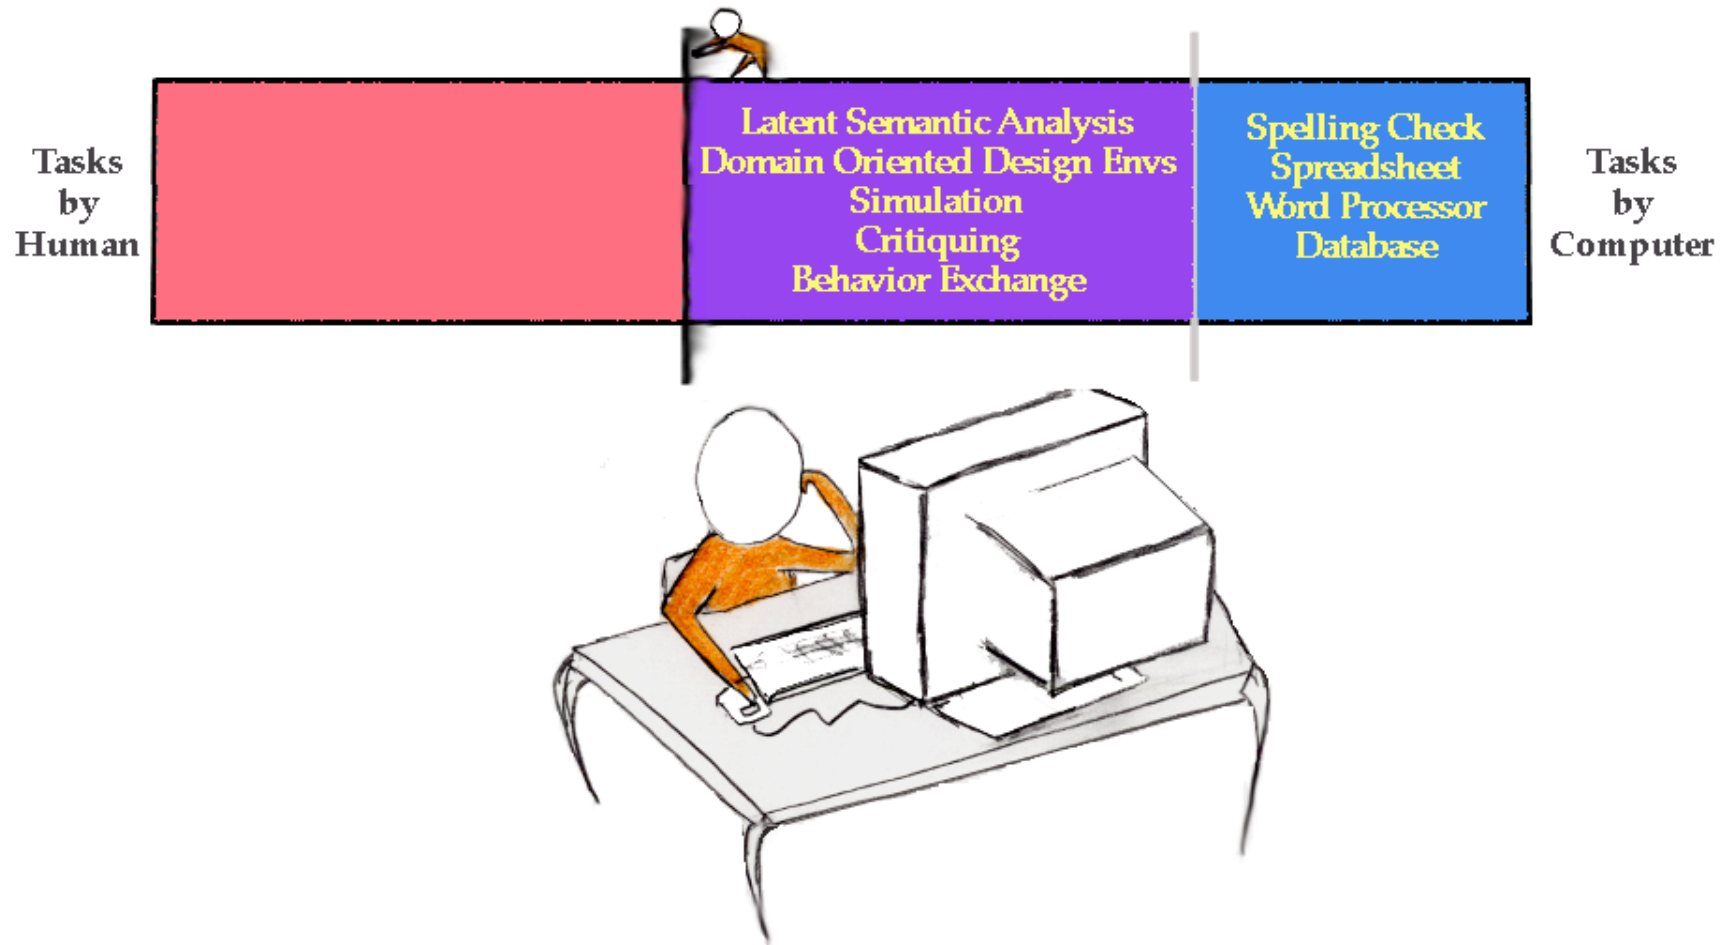 Tasks
by
Human
Latent Semantic Analysis
Domain Oriented Design Envs
Simulation
Critiquing
Behavior Exchange
Spelling Check
Spreadsheet
Word Processor
Database
Tasks
by
Computer